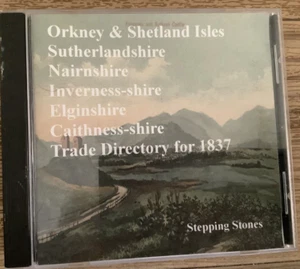 Orkney & Shetland Isles
Sutherlandshire
Nairnshire
Inverness-shire
Elginshire
Caithness-shire
Trade Directory for 1837
Stepping Stones